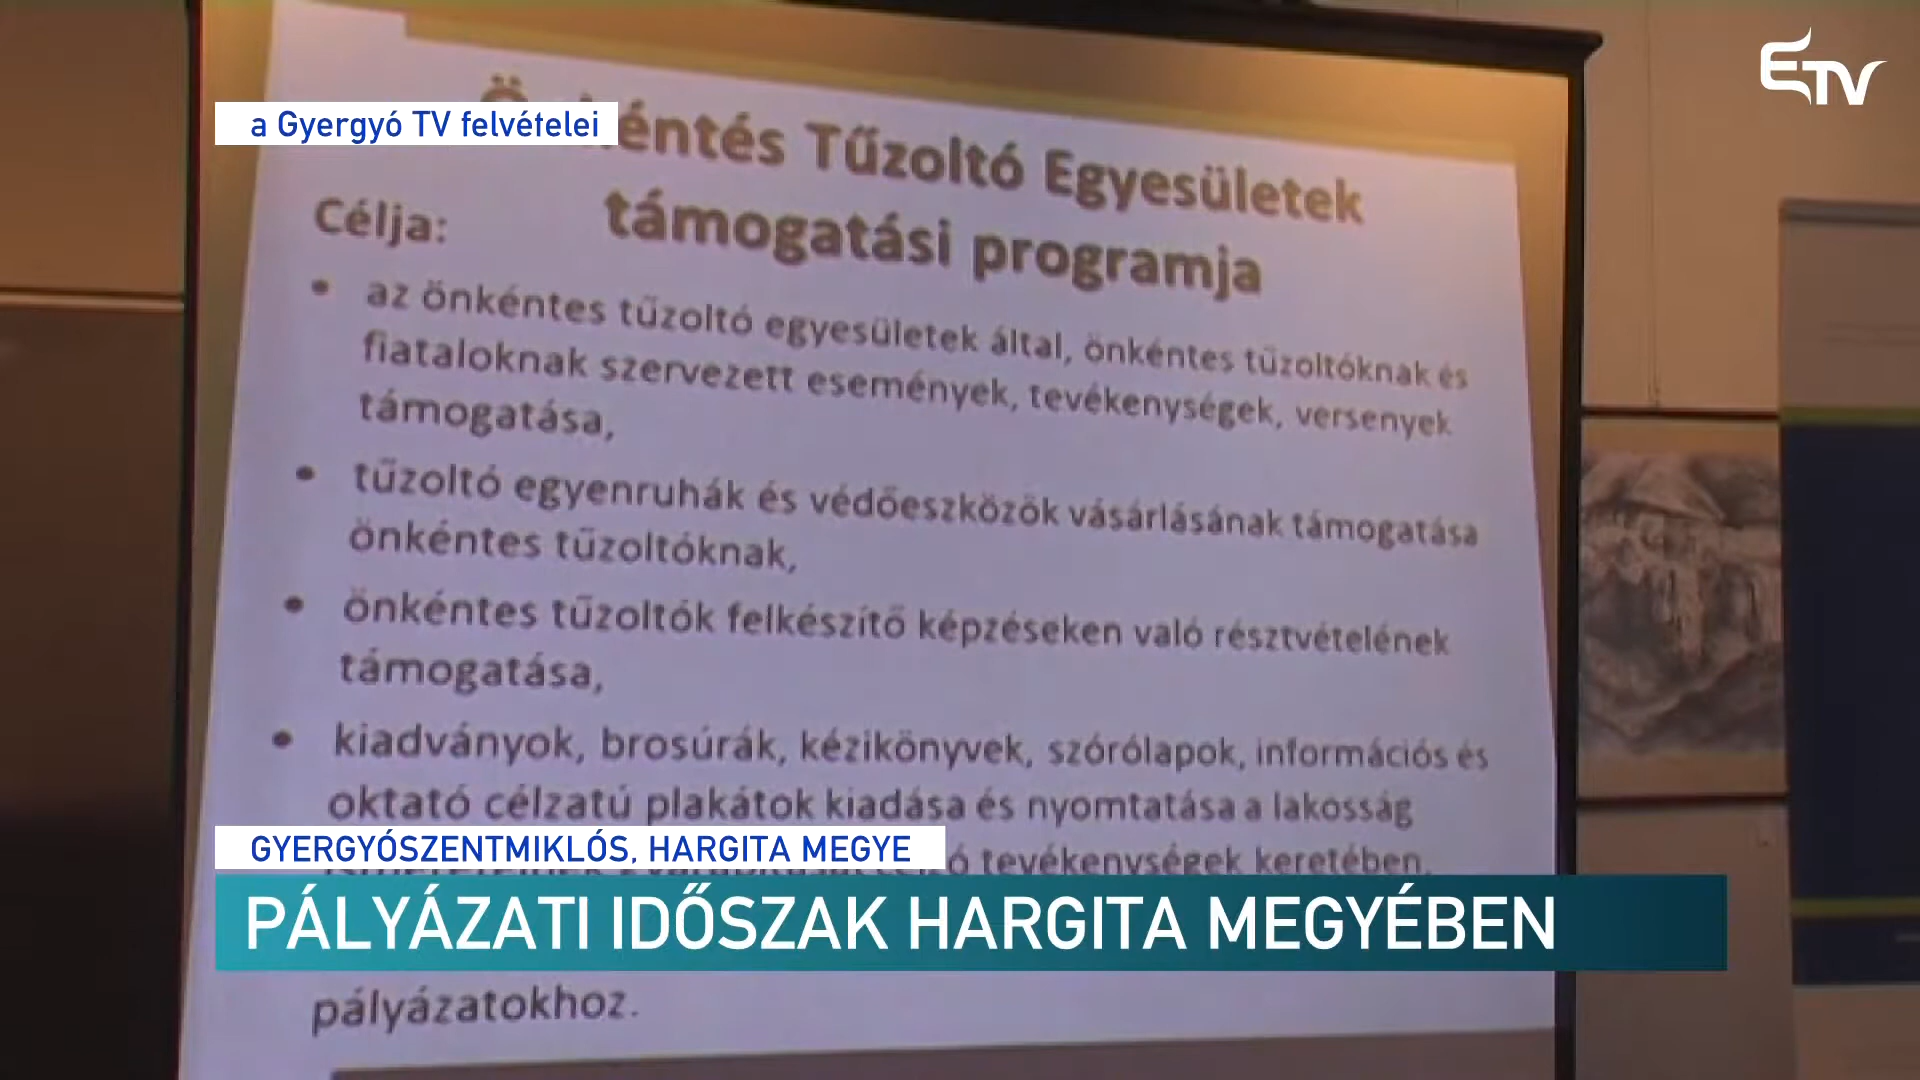 ETV
a Gyergyó TV felvételei
Önkéntés Tűzoltó Egyesületek
támogatási programja
Célja:
• az önkéntes tűzoltó egyesületek által, önkéntes tűzoltóknak és
fiataloknak szervezett események, tevékenységek, versenyek
támogatása,
• tűzoltó egyenruhák és védőeszközök vásárlásának támogatása
önkéntes tűzoltóknak,
• önkéntes tűzoltók felkészítő képzéseken való résztvételének
támogatása,
• kiadványok, brosúrák, kézikönyvek, szórólapok, információs és
oktató célzatú plakátok kiadása és nyomtatása a lakosság
tevékenységek keretében,
GYERGYÓSZENTMIKLÓS, HARGITA MEGYE
PÁLYÁZATI IDŐSZAK HARGITA MEGYÉBEN
pályázatokhoz.